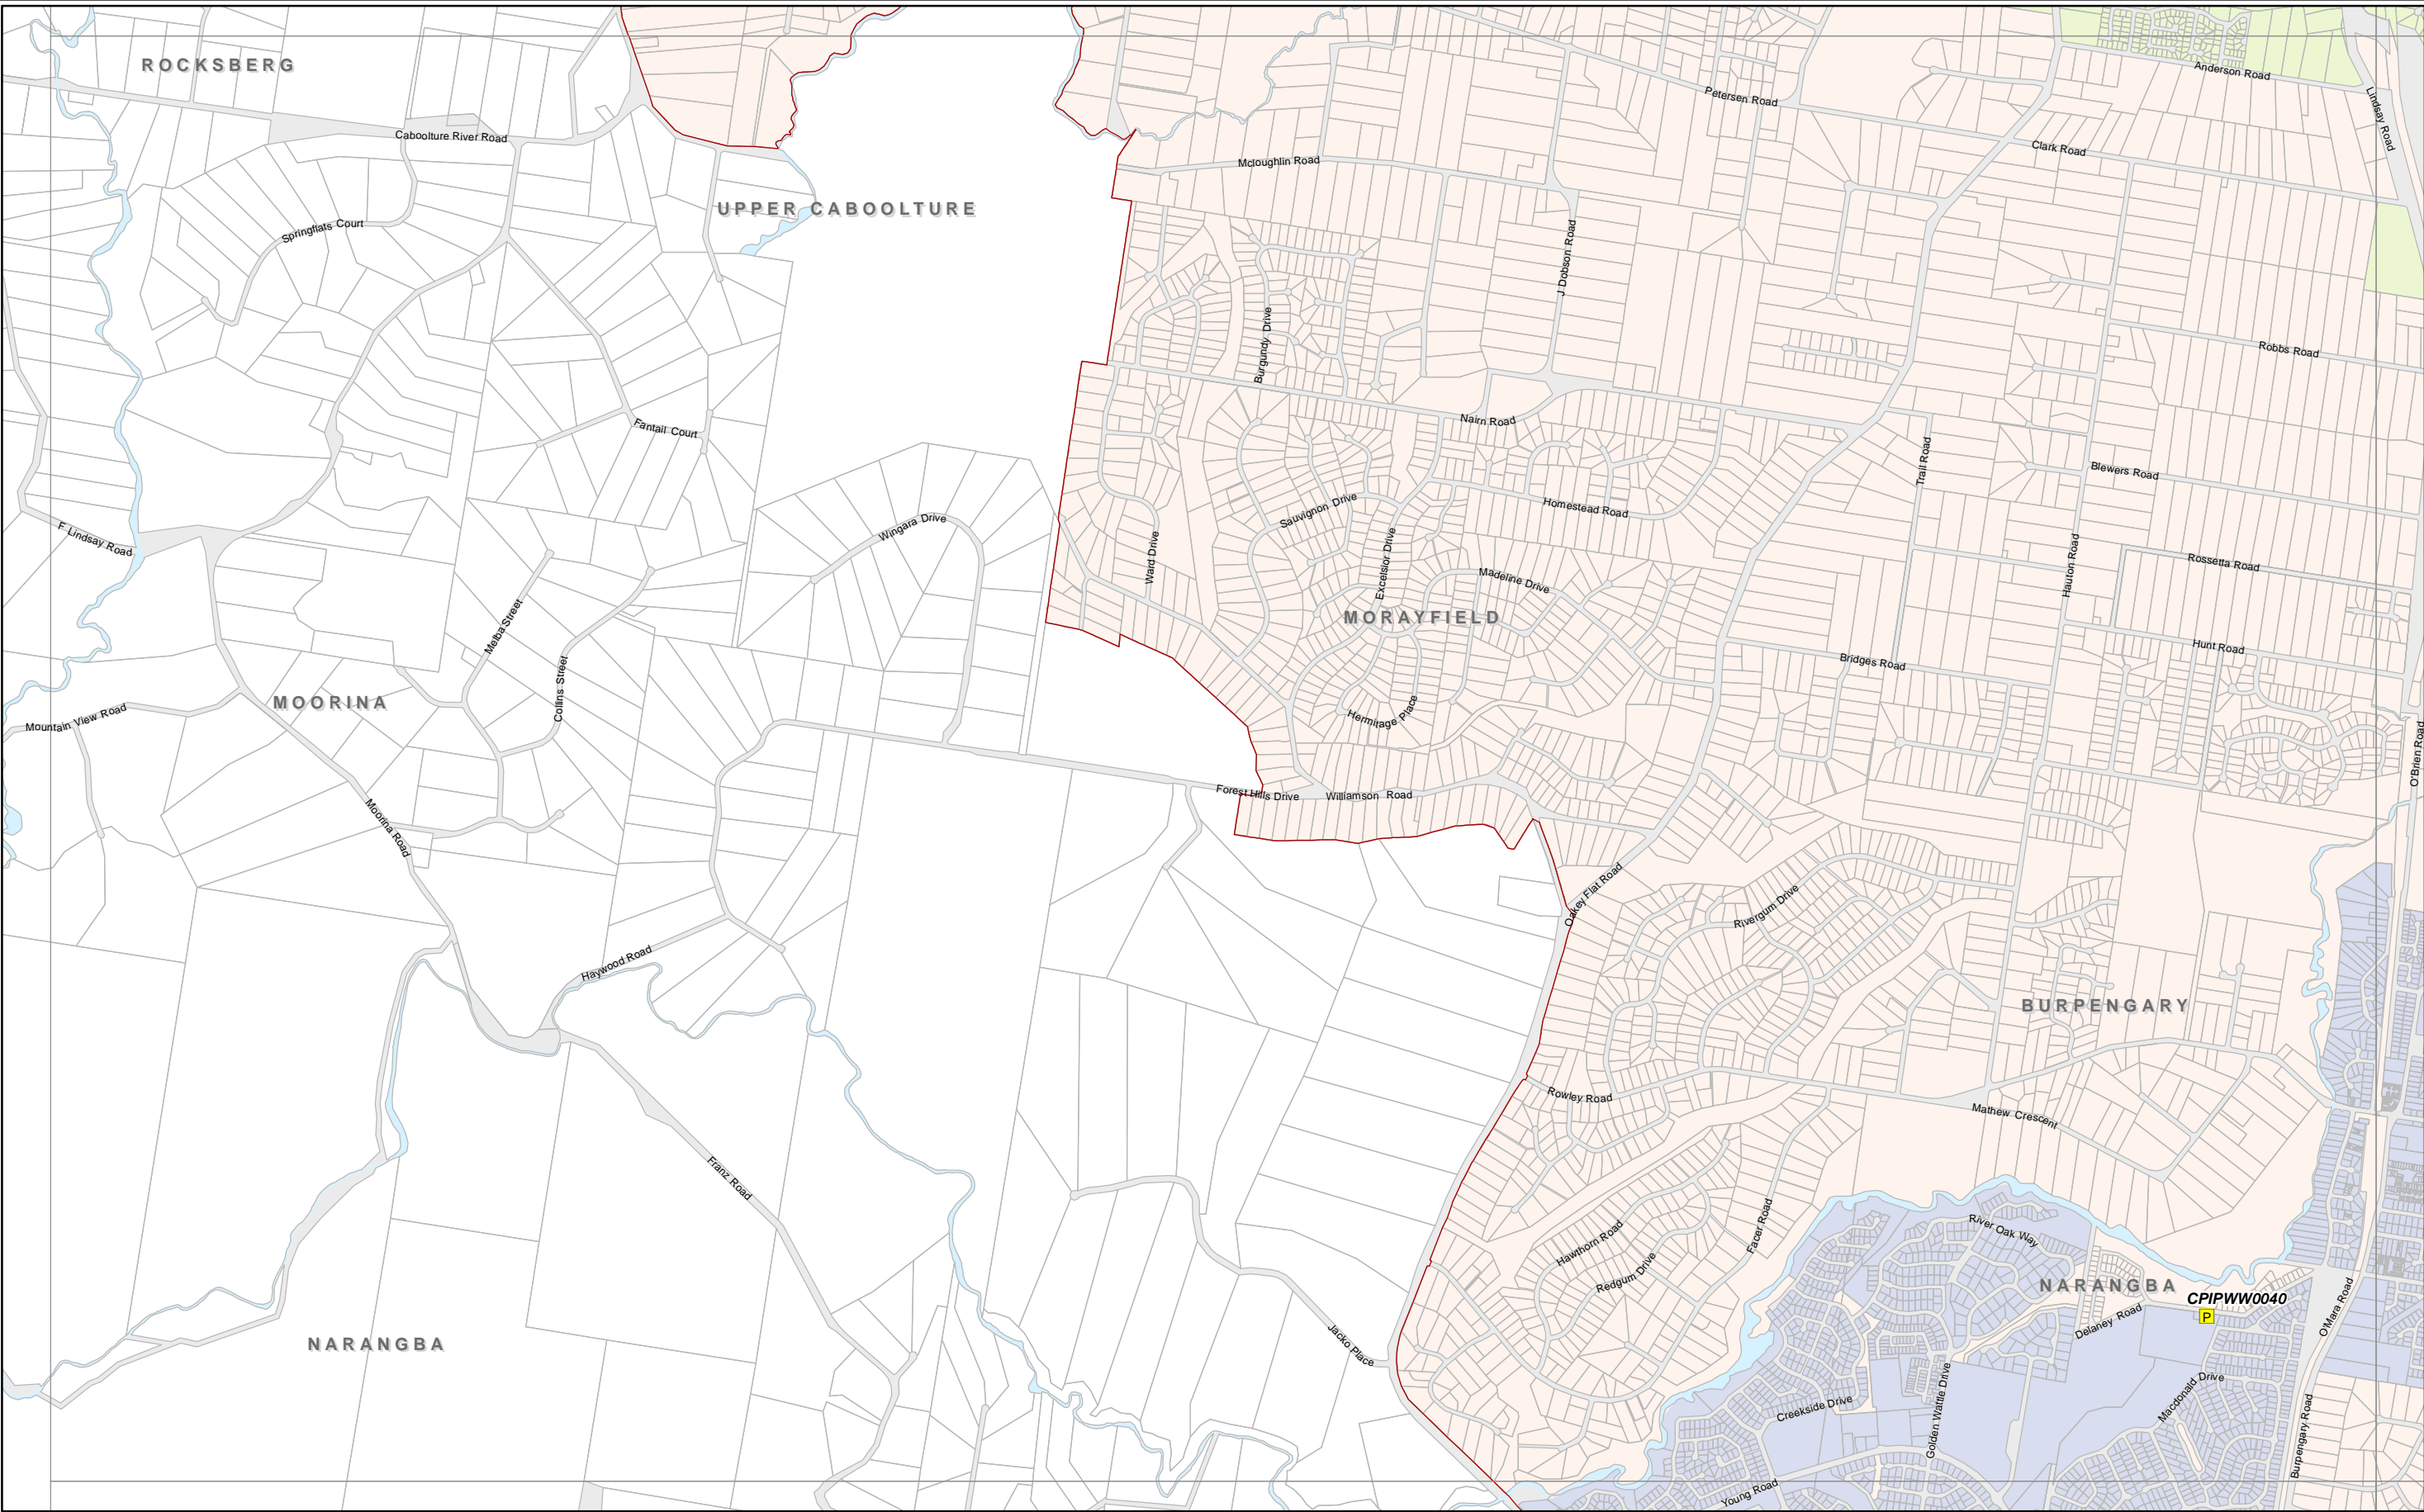 ROCKSBERG
Anderson Road
Lindsay Road
Petersen Road
Caboolture River Road
Clark Road
Mcloughlin Road
UPPER CABOOLTURE
Springflats Court
J Dobson Road
Burgundy Drive
Robbs Road
Nairn Road
Fantail Court
Trail Road
Blewers Road
Sauvignon Drive
Homestead Road
Wingara Drive
F Lindsay Road
Ward Drive
Excelsior Drive
Hauton Road
Rossetta Road
Madeline Drive
MORAYFIELD
Melba Street
Hunt Road
Bridges Road
Collins Street
MOORINA
Mountain View Road
Hermitage Place
O'Brien Road
Forest Hills Drive
Williamson Road
Moorina Road
Oakey Flat Road
Rivergum Drive
Haywood Road
BURPENGARY
Rowley Road
Mathew Crescent
Franz Road
River Oak Way
Hawthorn Road
Facer Road
Redgum Drive
NARANGBA
CPIPWW0040
P
Delaney Road
O'Mara Road
NARANGBA
Jacko Place
Macdonald Drive
Creekside Drive
Golden Wattle Drive
Burpengary Road
Young Road